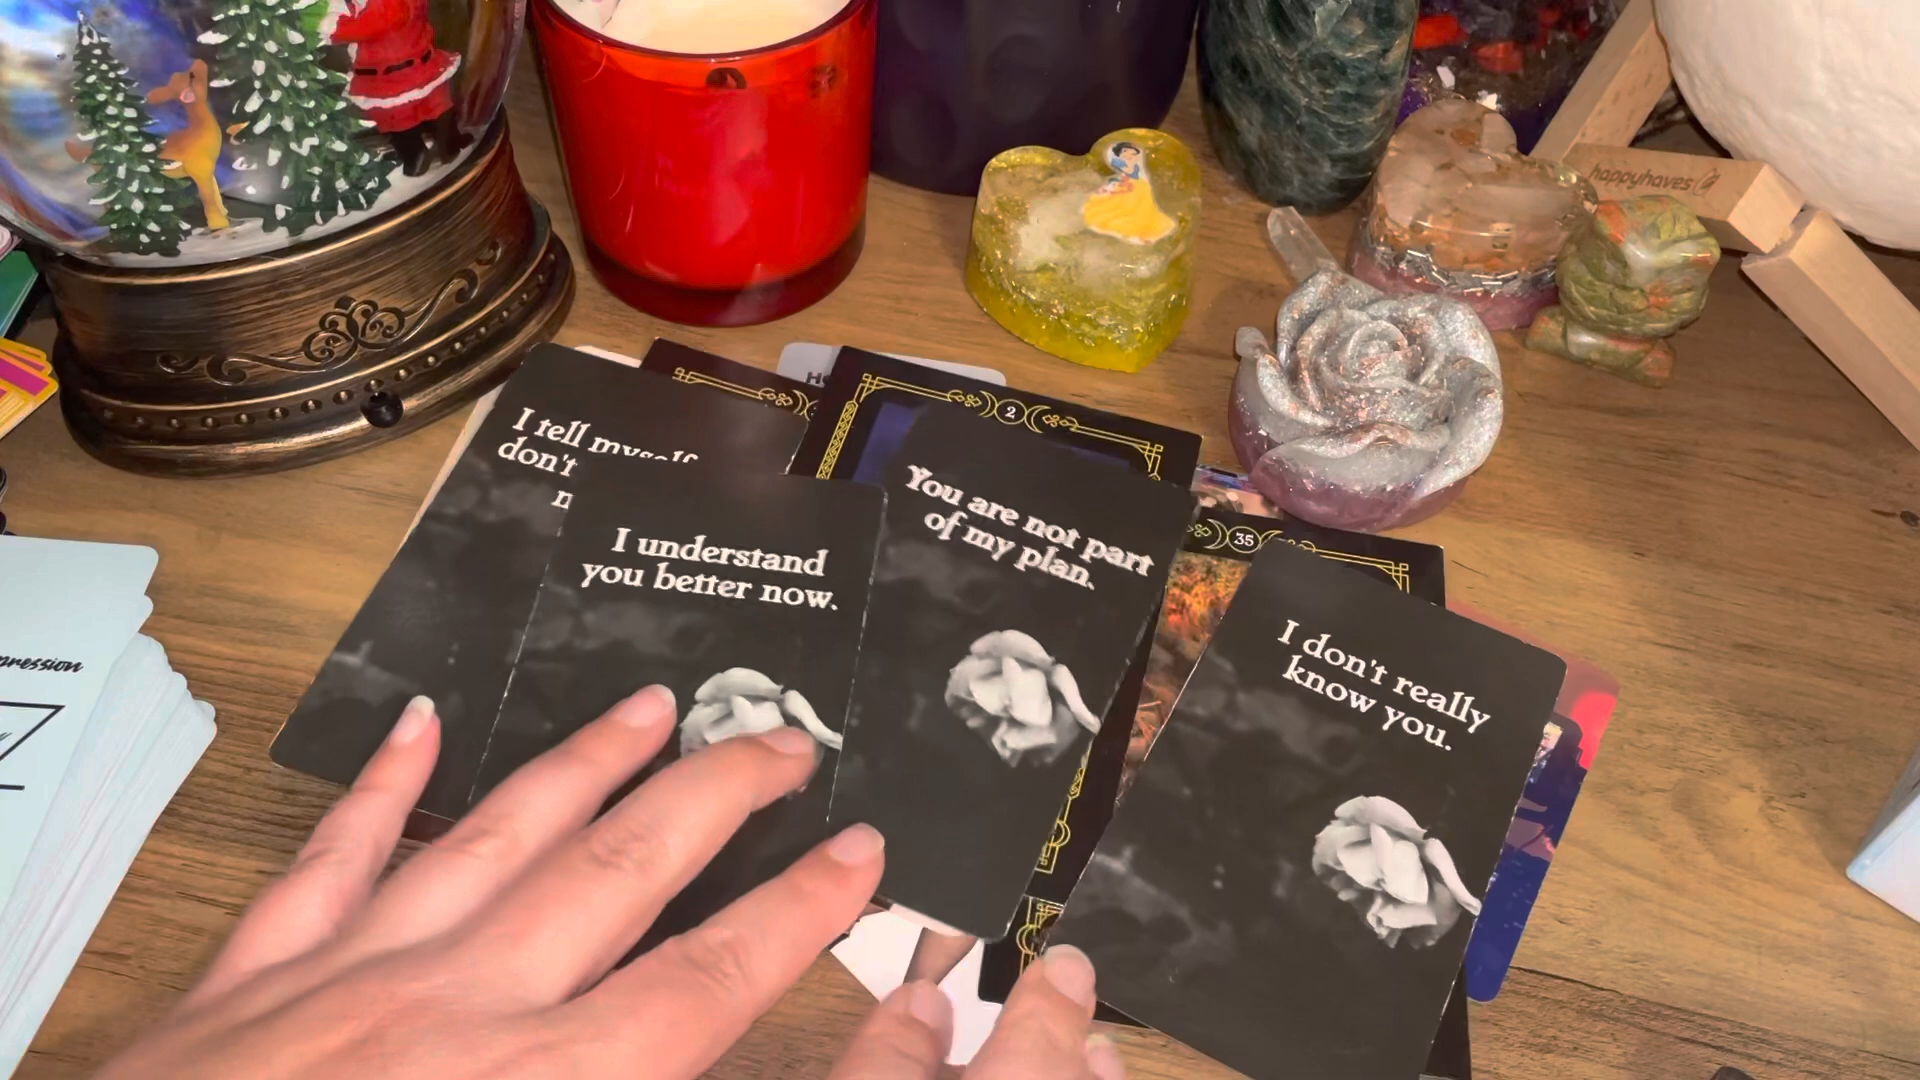 happyhaves
2
I tell myself
don't
I understand
you better now.
You are not part
of my plan.
35
I don't really
know you.